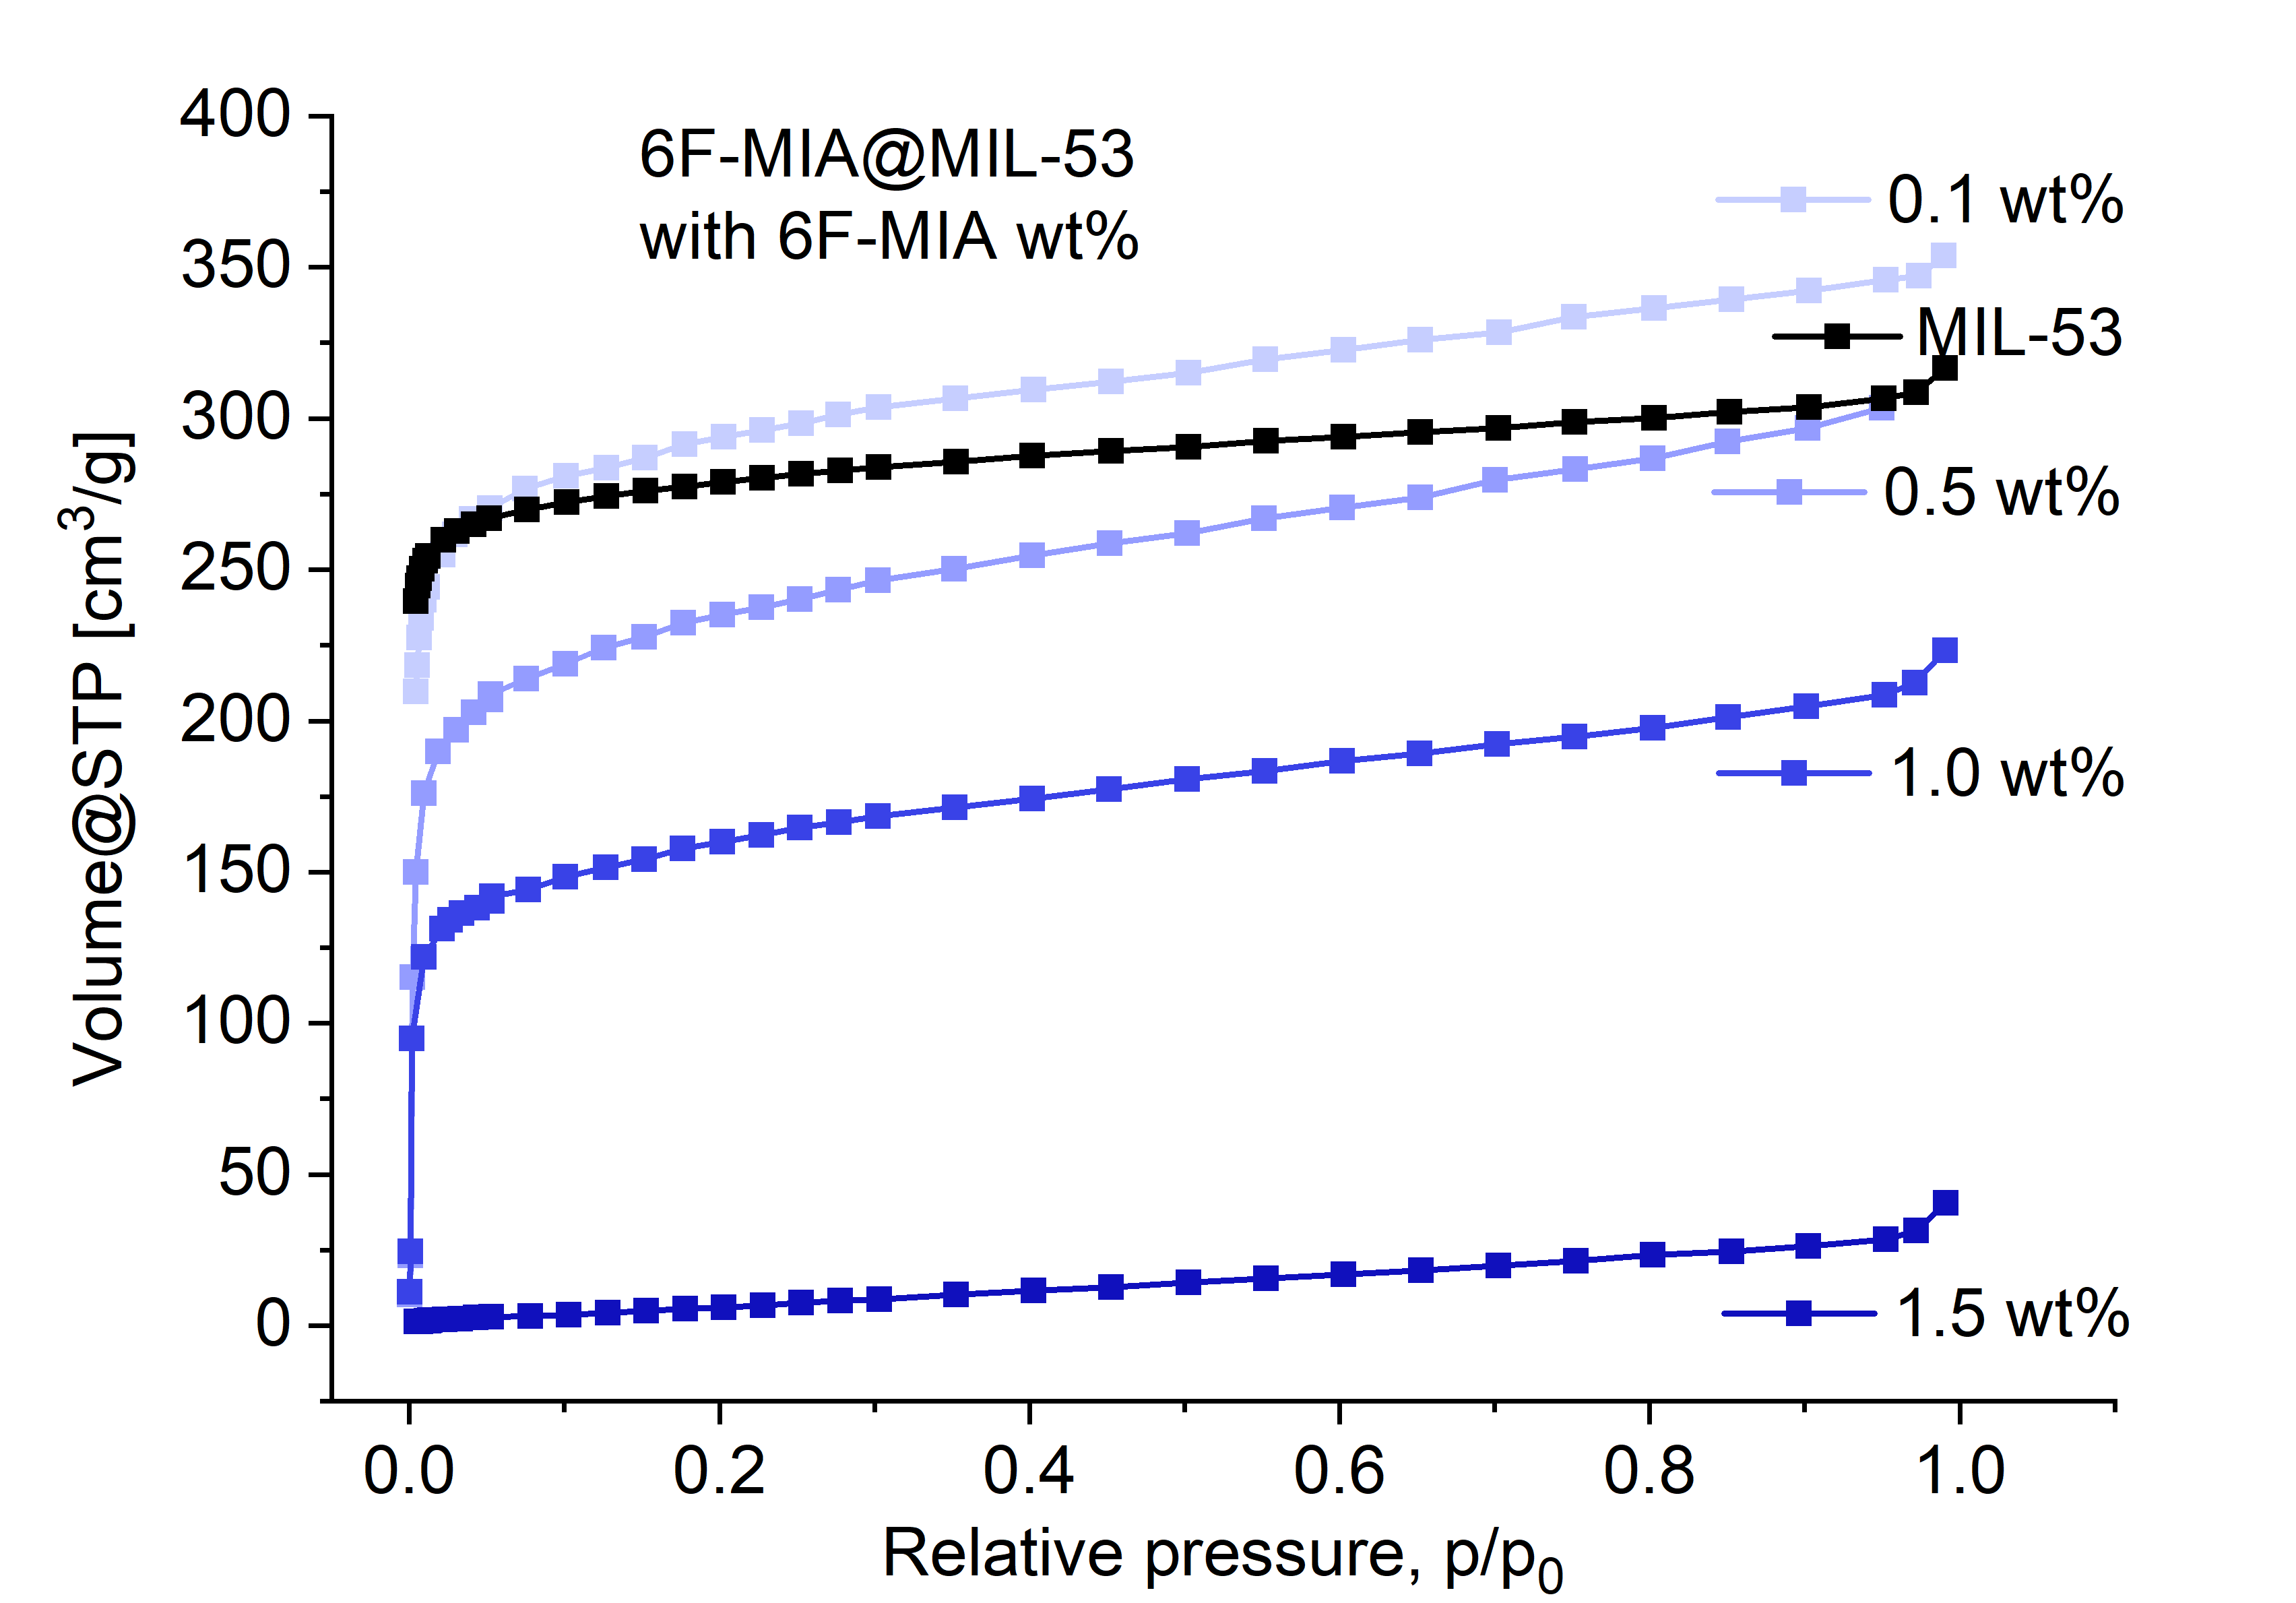 6F-MIA@MIL-53
with 6F-MIA wt%
0.1 wt%
MIL-53
0.5 wt%
1.0 wt%
1.5 wt%
Volume@STP [cm³/g]
400
350
300
250
200
150
100
50
0
0.0 0.2 0.4 0.6 0.8 1.0
Relative pressure, p/p₀